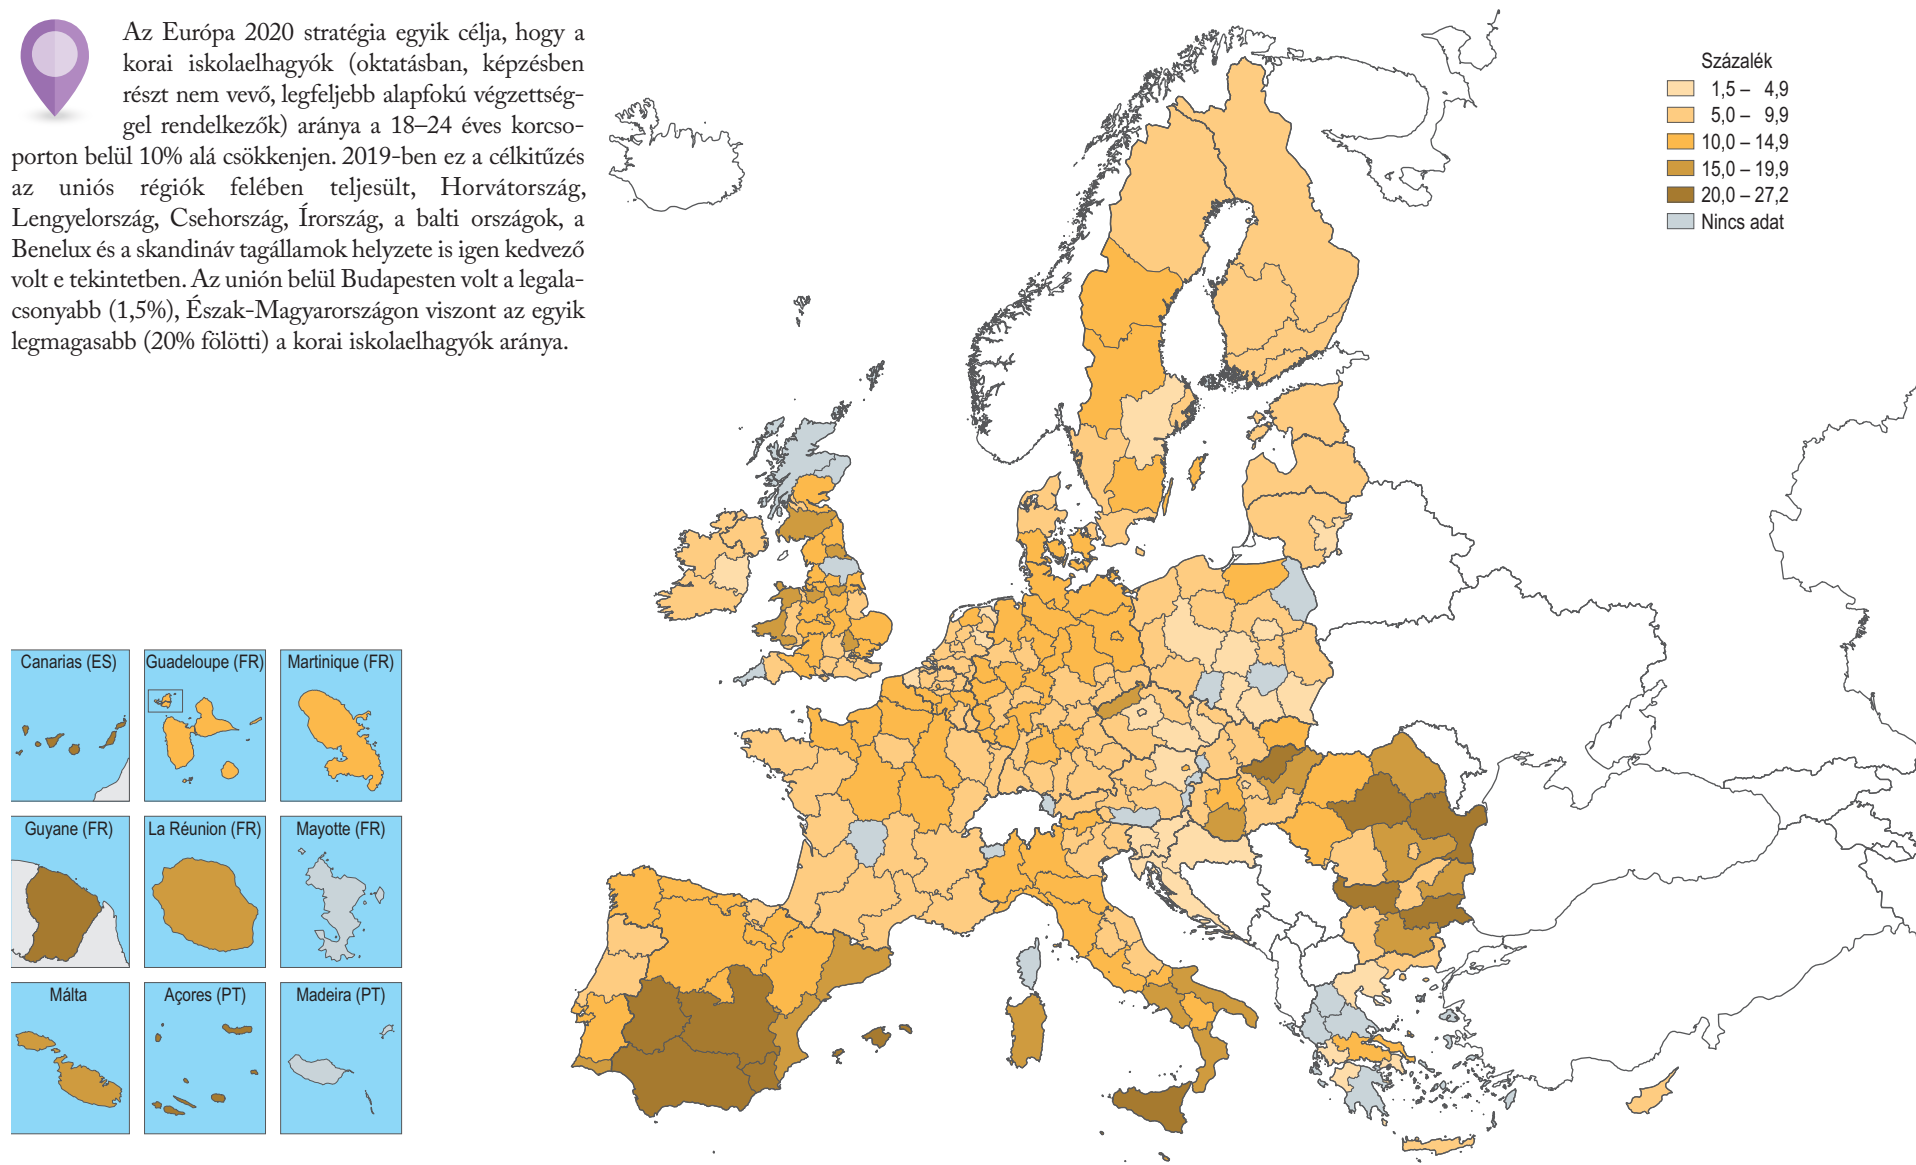 Az Európa 2020 stratégia egyik célja, hogy a
korai iskolaelhagyók (oktatásban, képzésben
részt nem vevő, legfeljebb alapfokú végzettség-
gel rendelkezők) aránya a 18–24 éves korcso-
porton belül 10% alá csökkenjen. 2019-ben ez a célkitűzés
az uniós régiók felében teljesült, Horvátország,
Lengyelország, Csehország, Írország, a balti országok, a
Benelux és a skandináv tagállamok helyzete is igen kedvező
volt e tekintetben. Az unión belül Budapesten volt a legala-
csonyabb (1,5%), Észak-Magyarországon viszont az egyik
legmagasabb (20% fölötti) a korai iskolaelhagyók aránya.
Százalék
1,5 – 4,9
5,0 – 9,9
10,0 – 14,9
15,0 – 19,9
20,0 – 27,2
Nincs adat
Canarias (ES)
Guadeloupe (FR)
Martinique (FR)
Guyane (FR)
La Réunion (FR)
Mayotte (FR)
Málta
Açores (PT)
Madeira (PT)